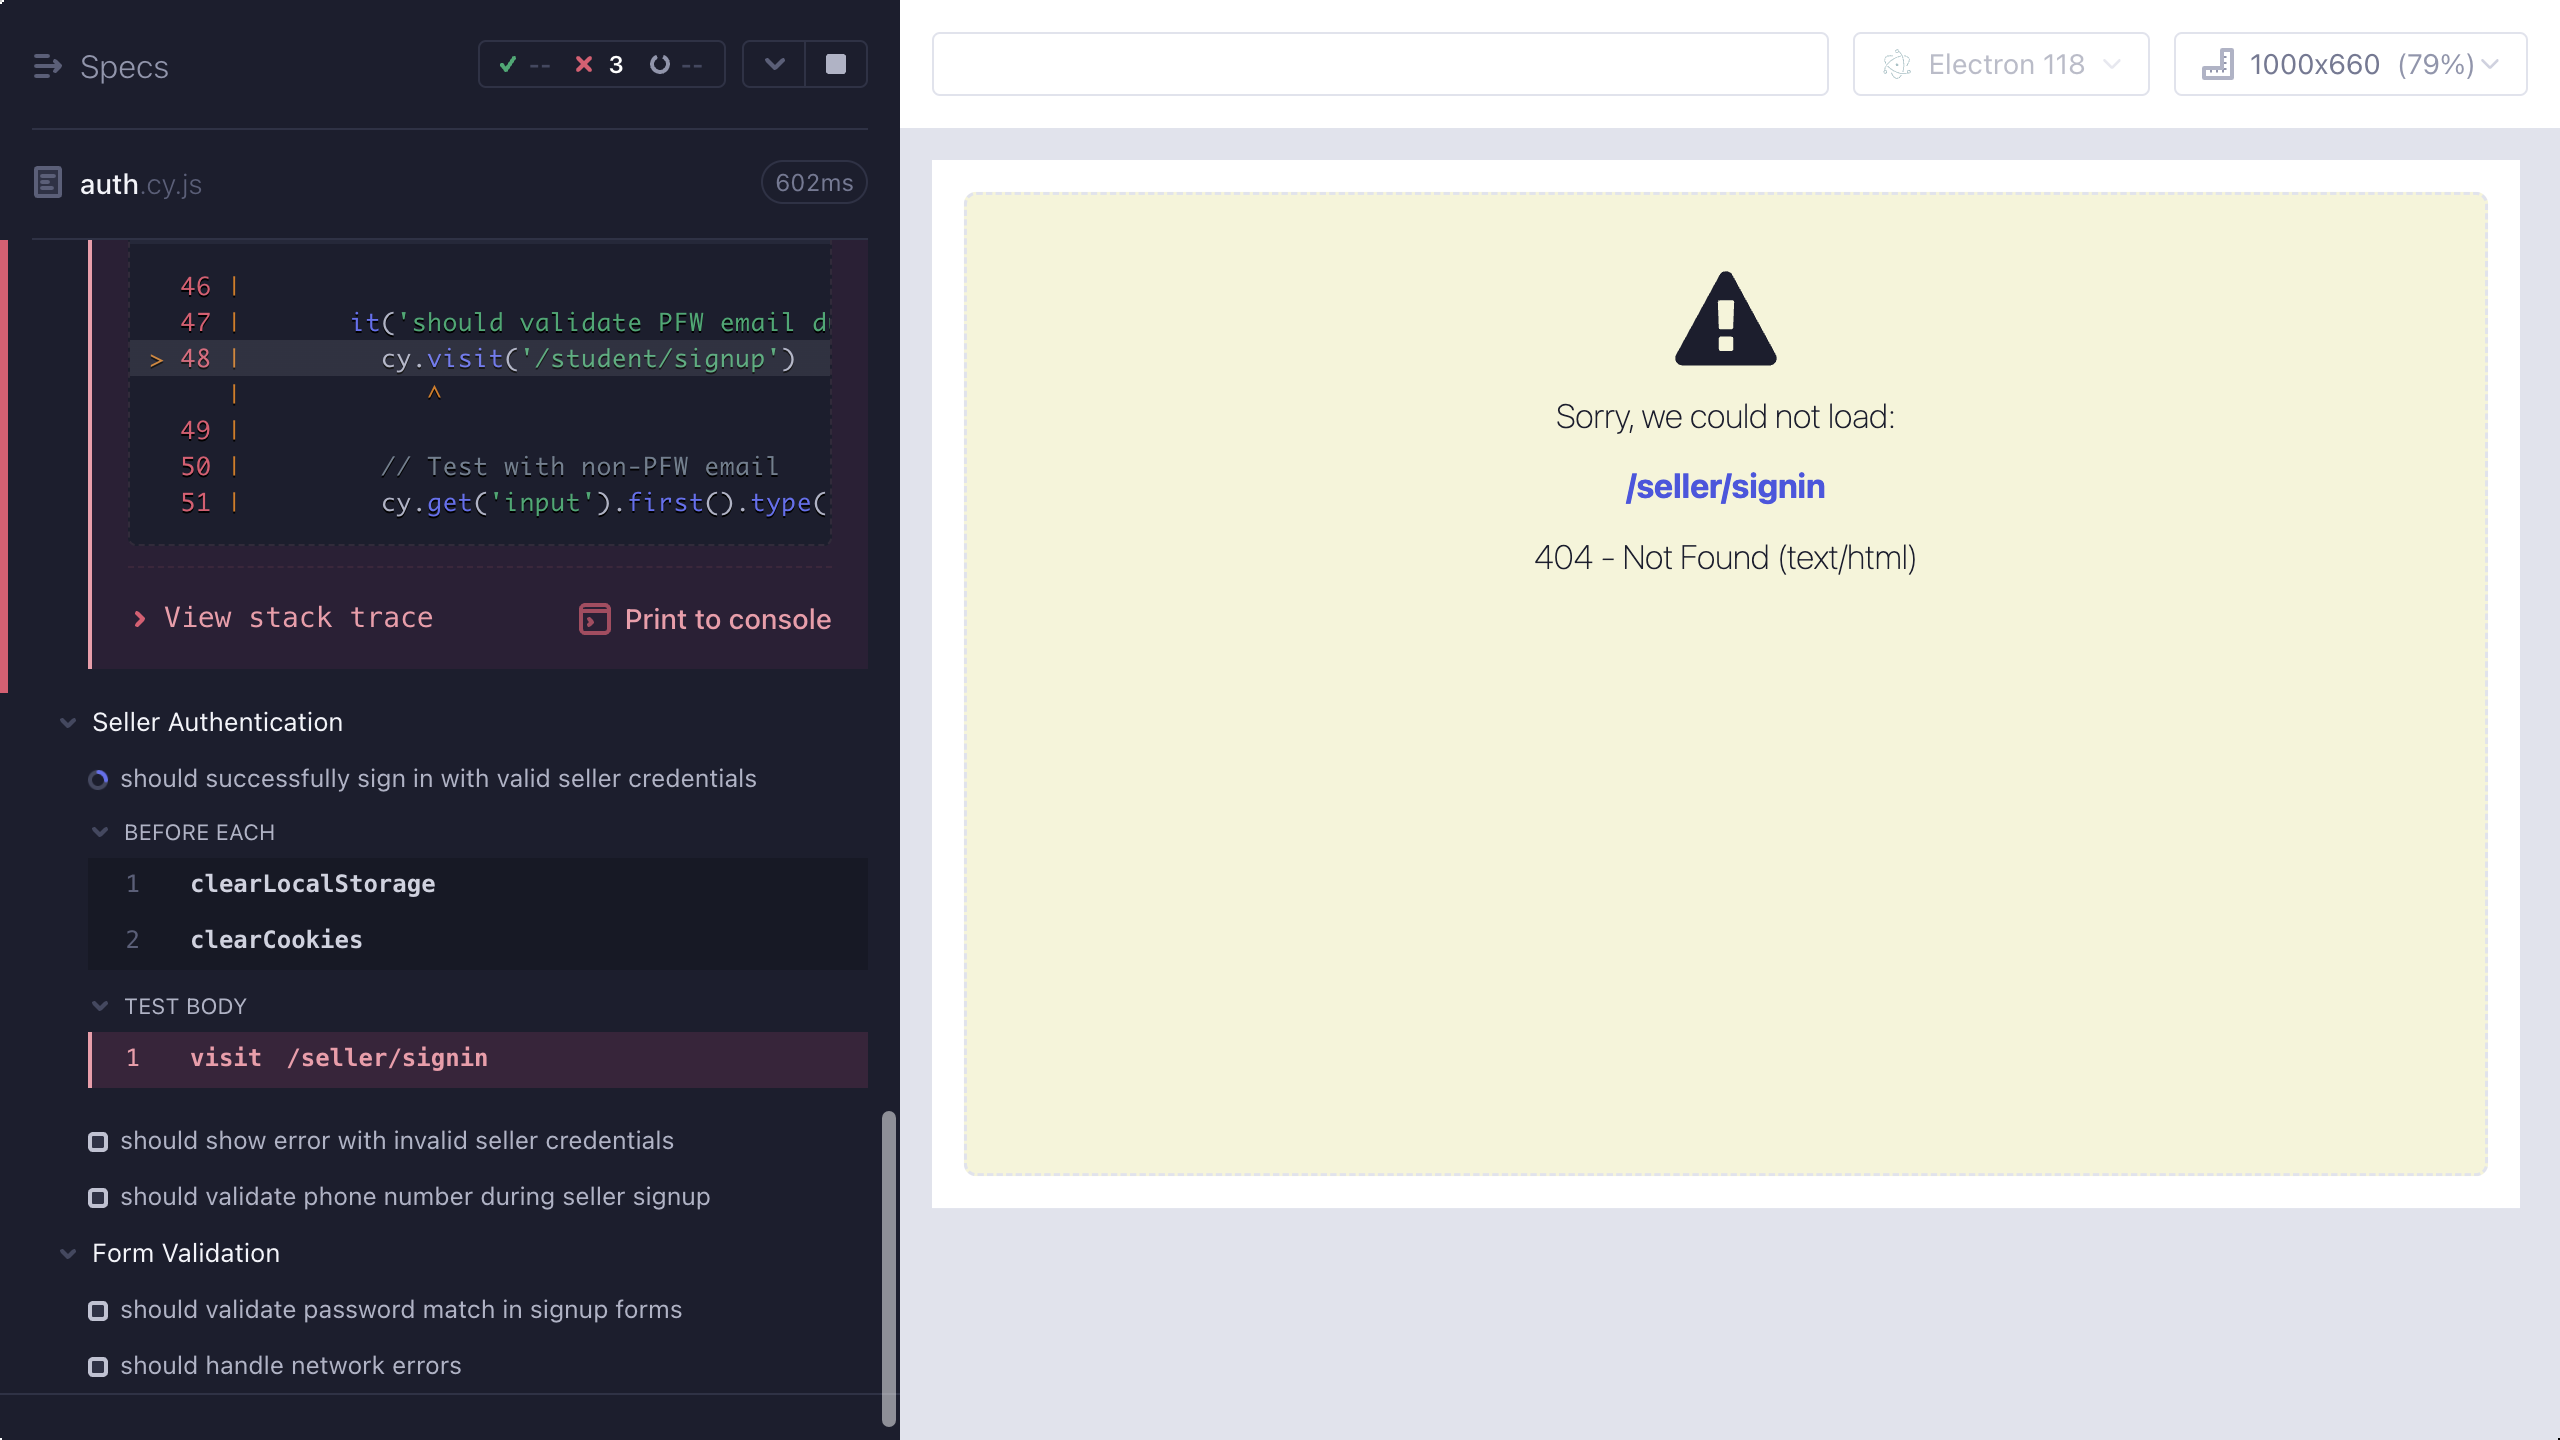 Specs
-- 3 --
auth.cy.js
602ms
46 |
47 | it('should validate PFW email d
> 48 | cy.visit('/student/signup')
| ^
49 |
50 | // Test with non-PFW email
51 | cy.get('input').first().type(
View stack trace
Print to console
Seller Authentication
should successfully sign in with valid seller credentials
BEFORE EACH
1 clearLocalStorage
2 clearCookies
TEST BODY
1 visit /seller/signin
should show error with invalid seller credentials
should validate phone number during seller signup
Form Validation
should validate password match in signup forms
should handle network errors
Electron 118
1000x660 (79%)
Sorry, we could not load:
/seller/signin
404 - Not Found (text/html)